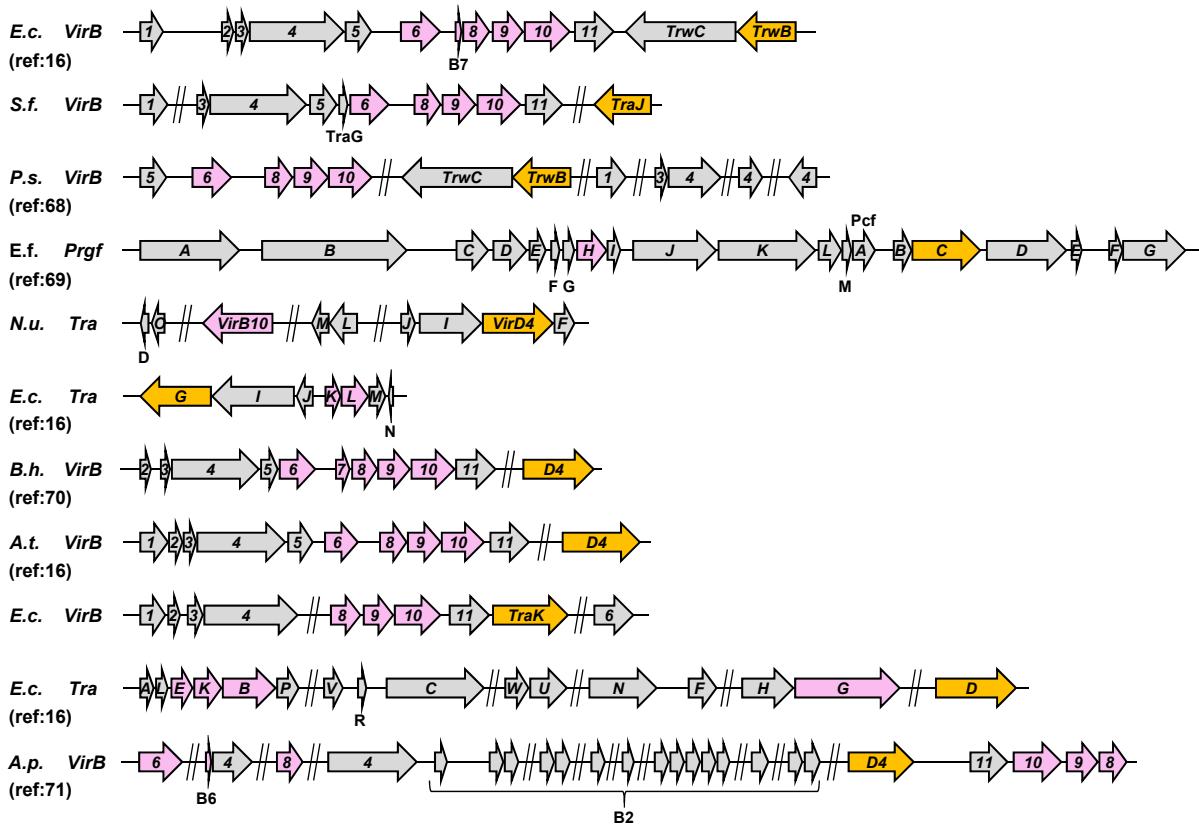 E.c. VirB 1 2 3 4 5 6 8 9 10 11 TrwC TrwB
(ref:16) B7
S.f. VirB 1 // 3 4 5 6 8 9 10 11 // TraJ
TraG
P.s. VirB 5 6 8 9 10 // TrwC TrwB // 1 // 3 4 // 4 // 4
(ref:68)
Pcf
E.f. Prgf A B C D E H I J K L A B C D E F G
(ref:69) F G M
N.u. Tra C // VirB10 // M L // J I VirD4 F
D
E.c. Tra G I J K L M
(ref:16) N
B.h. VirB 2 3 4 5 6 7 8 9 10 11 // D4
(ref:70)
A.t. VirB 1 2 3 4 5 6 8 9 10 11 // D4
(ref:16)
E.c. VirB 1 2 3 4 // 8 9 10 11 TraK // 6
E.c. Tra A L E K B P // V C // W U // N F // H G // D
(ref:16) R
A.p. VirB 6 // 4 // 8 // 4 // // // // // // // D4 11 10 9 8
(ref:71) B6 B2